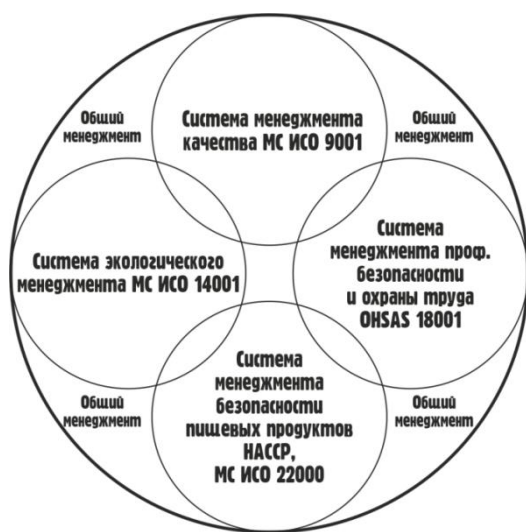 Общий
менеджмент
Система менеджмента
качества МС ИСО 9001
Общий
менеджмент
Система экологического
менеджмента МС ИСО 14001
Система
менеджмента проф.
безопасности
и охраны труда
OHSAS 18001
Общий
менеджмент
Система
менеджмента
безопасности
пищевых продуктов
НАССР,
МС ИСО 22000
Общий
менеджмент